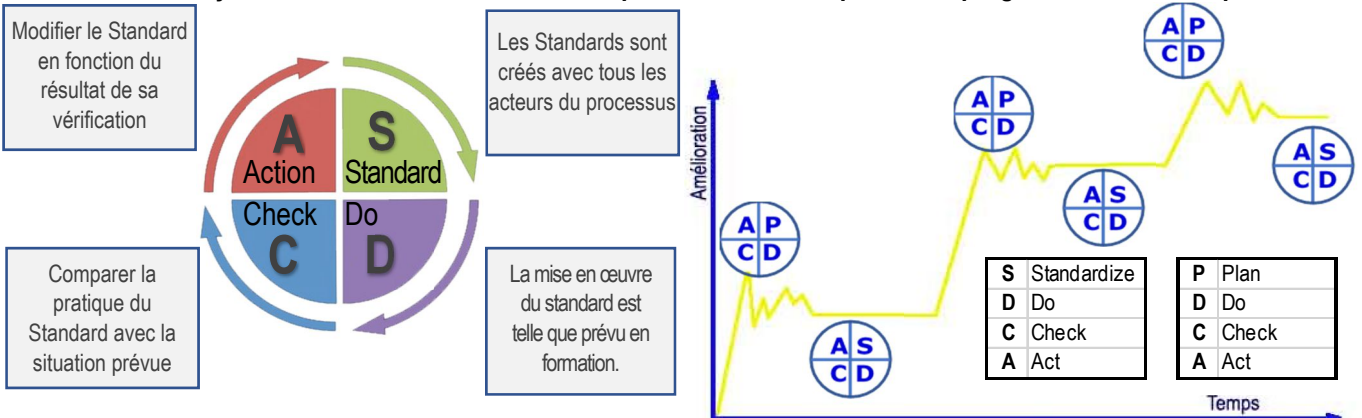 Modifier le Standard
en fonction du
résultat de sa
vérification
Les Standards sont
créés avec tous les
acteurs du processus
A
Action
S
Standard
Check
C
Do
D
Comparer la
pratique du
Standard avec la
situation prévue
La mise en œuvre
du standard est
telle que prévu en
formation.
Amélioration
A P
C D
A S
C D
A P
C D
A S
C D
A P
C D
A S
C D
S Standardize
D Do
C Check
A Act
P Plan
D Do
C Check
A Act
Temps